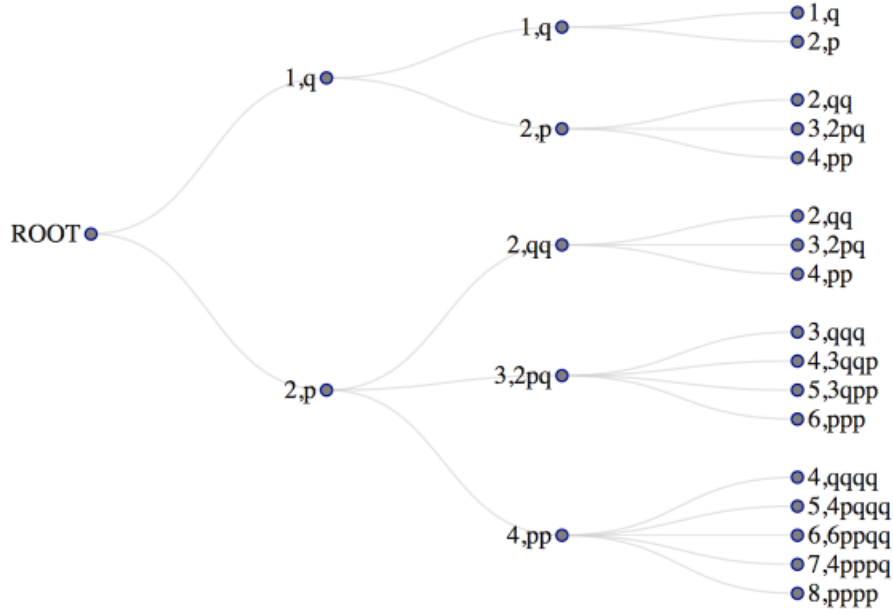 ROOT
1,q
2,p
1,q
2,p
2,qq
3,2pq
4,pp
1,q
2,p
2,qq
3,2pq
4,pp
2,qq
3,2pq
4,pp
3,qqq
4,3qqp
5,3qpp
6,ppp
4,qqqq
5,4pqqq
6,6ppqq
7,4pppq
8,pppp